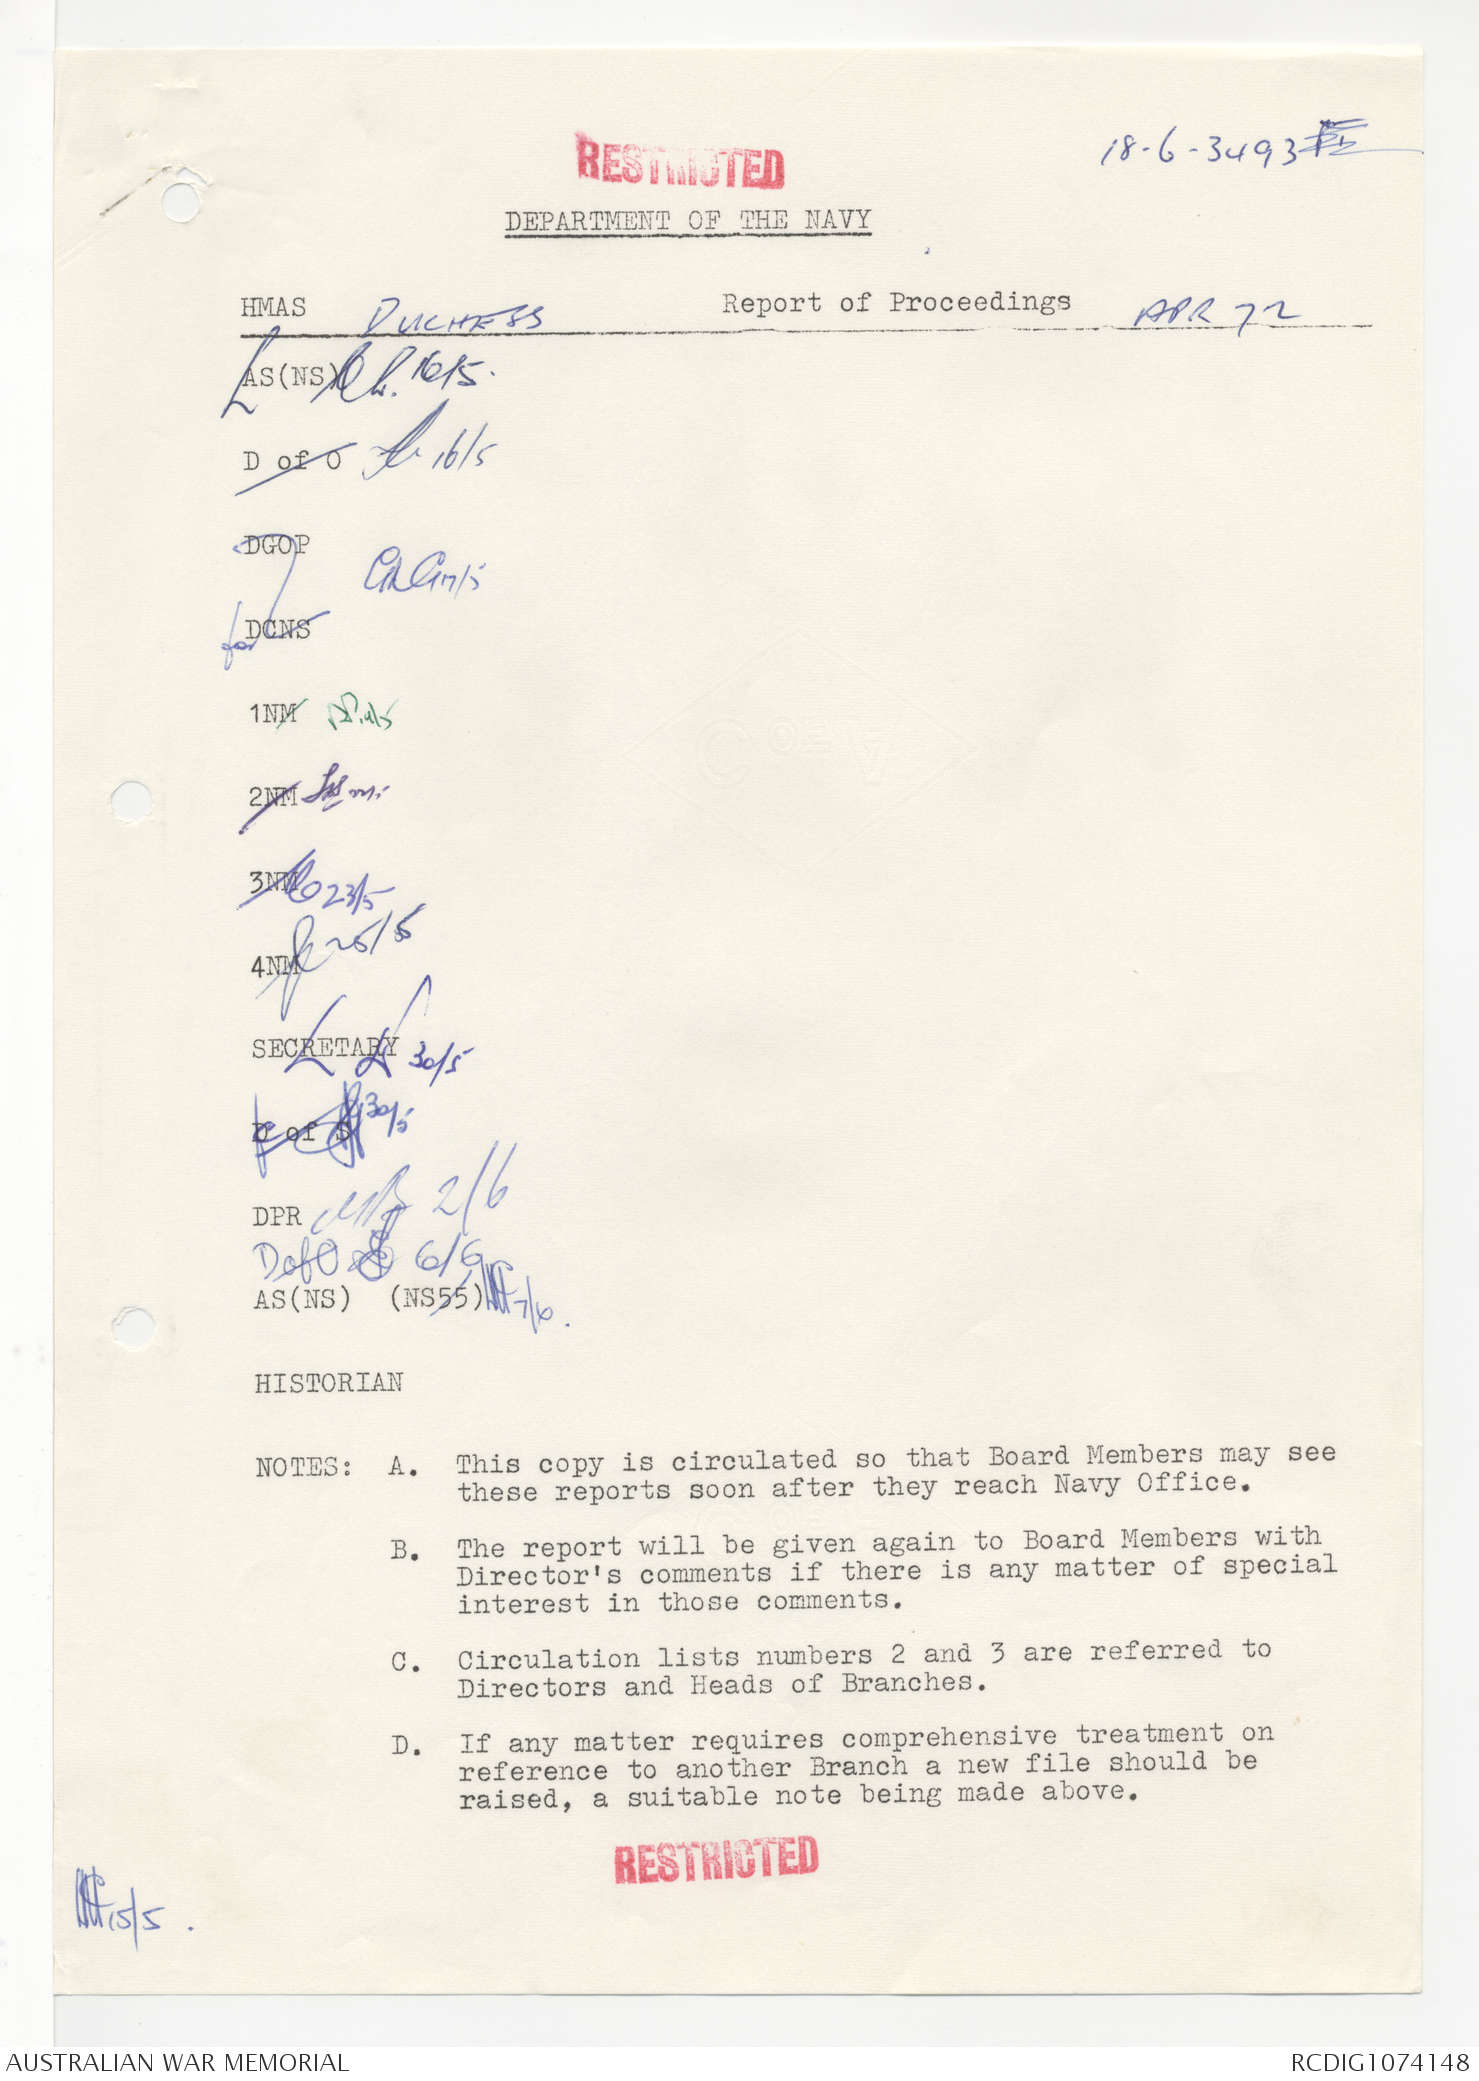 RESTRICTED
18-6-3493
DEPARTMENT OF THE NAVY
HMAS DUCHESS Report of Proceedings APR 72
AS(NS) 16/5.
D of O 16/5
DGOP
17/5
for DCNS
1NM
2NM
3NM 23/5
4NM 25/5
SECRETARY 30/5
D of S 30/5
DPR 2/6
D of O 6/6
AS(NS) (NS55) 7/6.
HISTORIAN
NOTES: A. This copy is circulated so that Board Members may see
these reports soon after they reach Navy Office.
B. The report will be given again to Board Members with
Director's comments if there is any matter of special
interest in those comments.
C. Circulation lists numbers 2 and 3 are referred to
Directors and Heads of Branches.
D. If any matter requires comprehensive treatment on
reference to another Branch a new file should be
raised, a suitable note being made above.
RESTRICTED
15/5.
AUSTRALIAN WAR MEMORIAL
RCDIG1074148